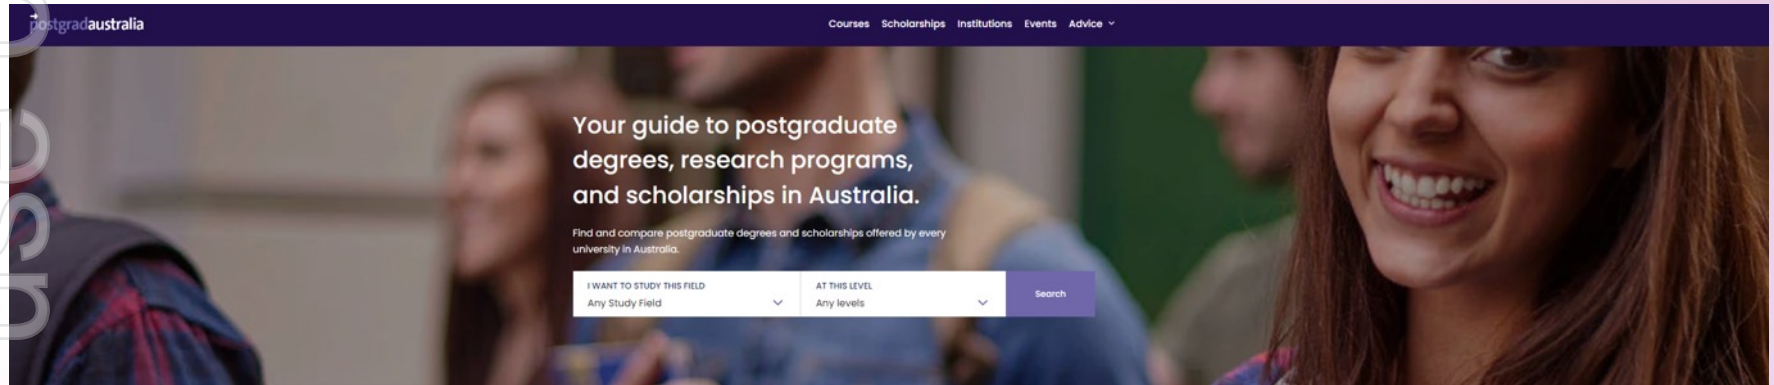 postgradaustralia
Courses Scholarships Institutions Events Advice
Your guide to postgraduate
degrees, research programs,
and scholarships in Australia.
Find and compare postgraduate degrees and scholarships offered by every
university in Australia.
I WANT TO STUDY THIS FIELD
Any Study Field
AT THIS LEVEL
Any levels
Search
use